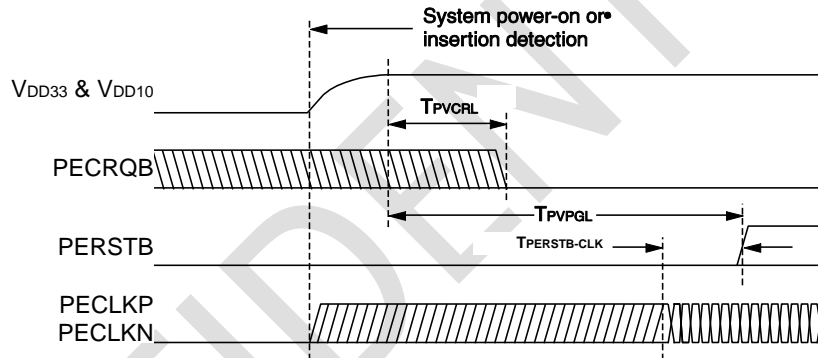 System power-on or•
insertion detection
VDD33 & VDD10
TPVCRL
PECRQB
TPVPGL
PERSTB
TPERSTB-CLK
PECLKP
PECLKN